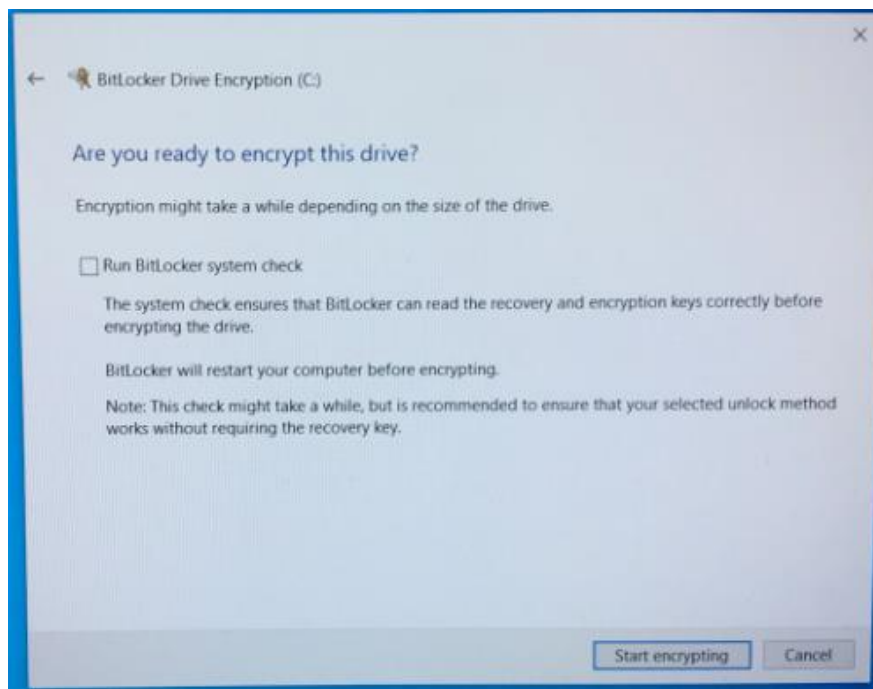 BitLocker Drive Encryption (C:)
Are you ready to encrypt this drive?
Encryption might take a while depending on the size of the drive.
Run BitLocker system check
The system check ensures that BitLocker can read the recovery and encryption keys correctly before
encrypting the drive.
BitLocker will restart your computer before encrypting.
Note: This check might take a while, but is recommended to ensure that your selected unlock method
works without requiring the recovery key.
Start encrypting
Cancel